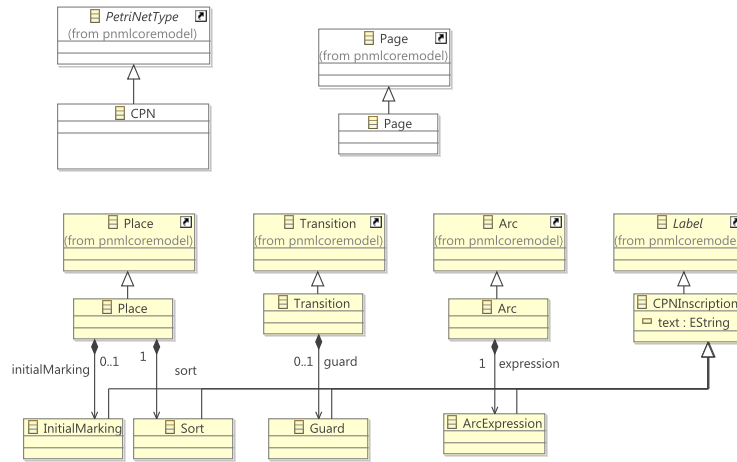 PetriNetType
(from pnmlcoremodel)
CPN
Page
(from pnmlcoremodel)
Page
Place
(from pnmlcoremodel)
Transition
(from pnmlcoremodel)
Arc
(from pnmlcoremodel)
Label
(from pnmlcoremode
Place
Transition
Arc
CPNInscription
text : EString
initialMarking
0..1
1
sort
0..1
guard
1
expression
InitialMarking
Sort
Guard
ArcExpression